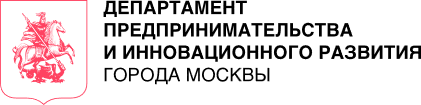 ДЕПАРТАМЕНТ
ПРЕДПРИНИМАТЕЛЬСТВА
И ИННОВАЦИОННОГО РАЗВИТИЯ
ГОРОДА МОСКВЫ